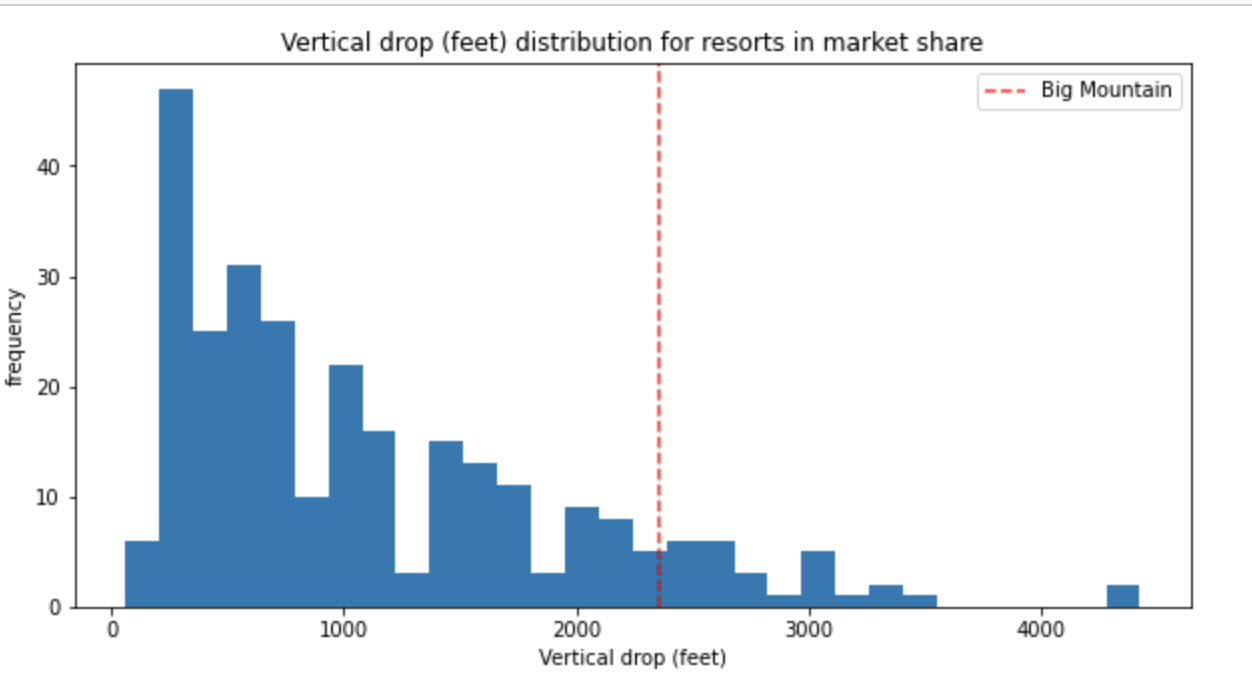 Vertical drop (feet) distribution for resorts in market share
Big Mountain
40
30
20
10
0
frequency
0 1000 2000 3000 4000
Vertical drop (feet)